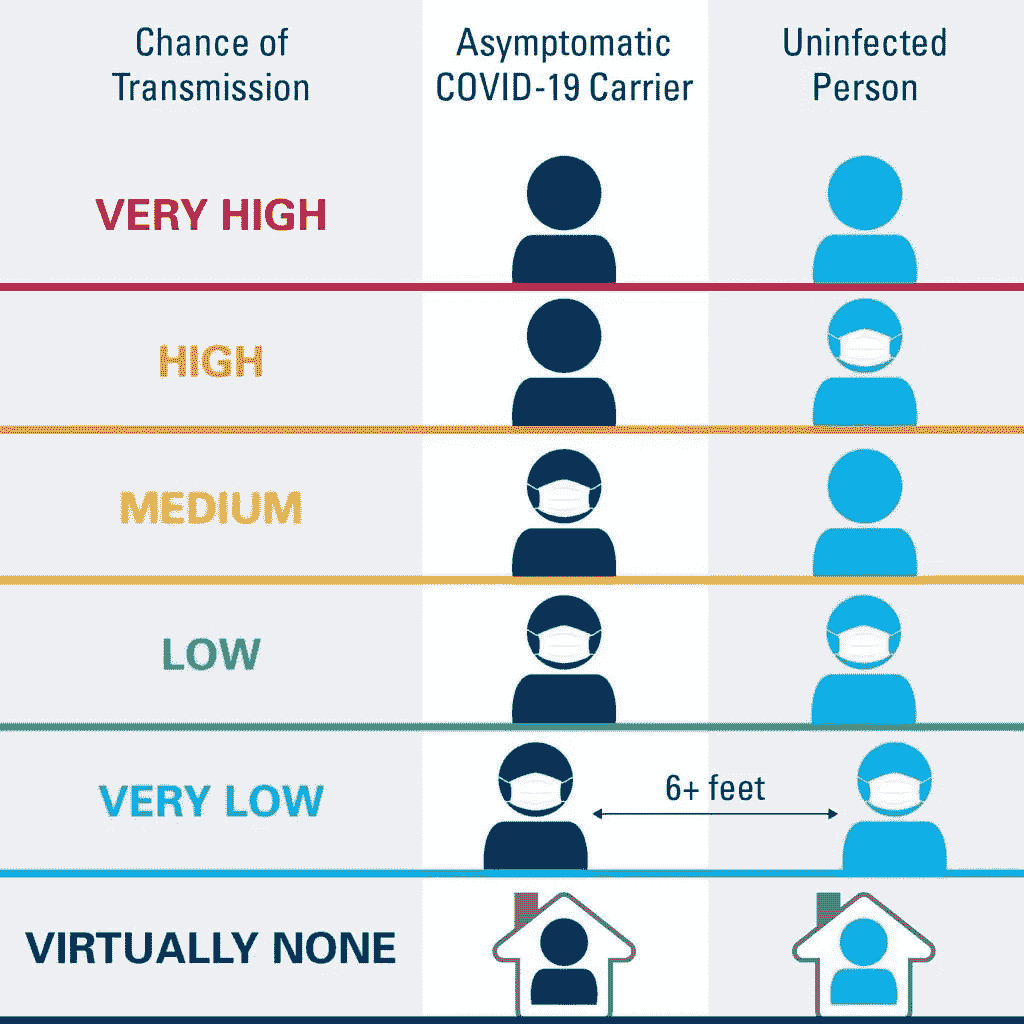 Chance of
Transmission
Asymptomatic
COVID-19 Carrier
Uninfected
Person
VERY HIGH
HIGH
MEDIUM
LOW
VERY LOW
6+ feet
VIRTUALLY NONE